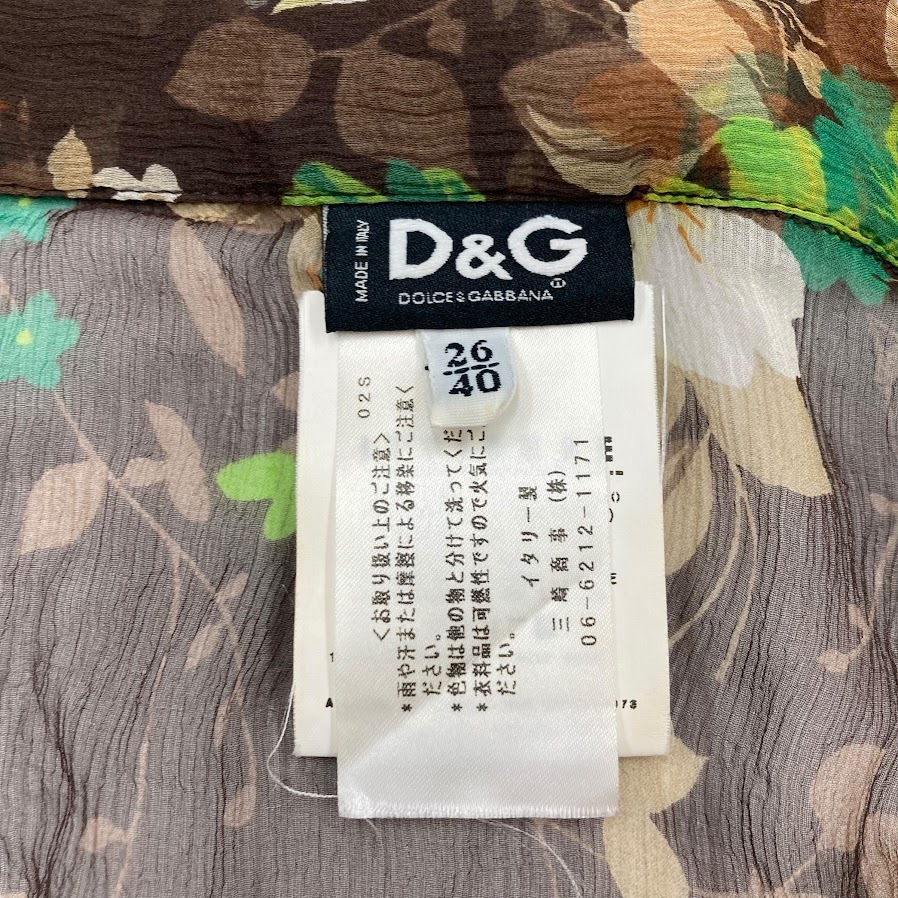 MADE IN ITALY
D&G
DOLCE & GABBANA
26
40
02S
<お取り扱い上のご注意>
*雨や汗または摩擦による移染にご注意く
ださい。
*色物は他の物と分けて洗ってくだ
*衣料品は可燃性ですので火気にご
ださい。
イタリー製
三崎商事(株)
06-6212-1171